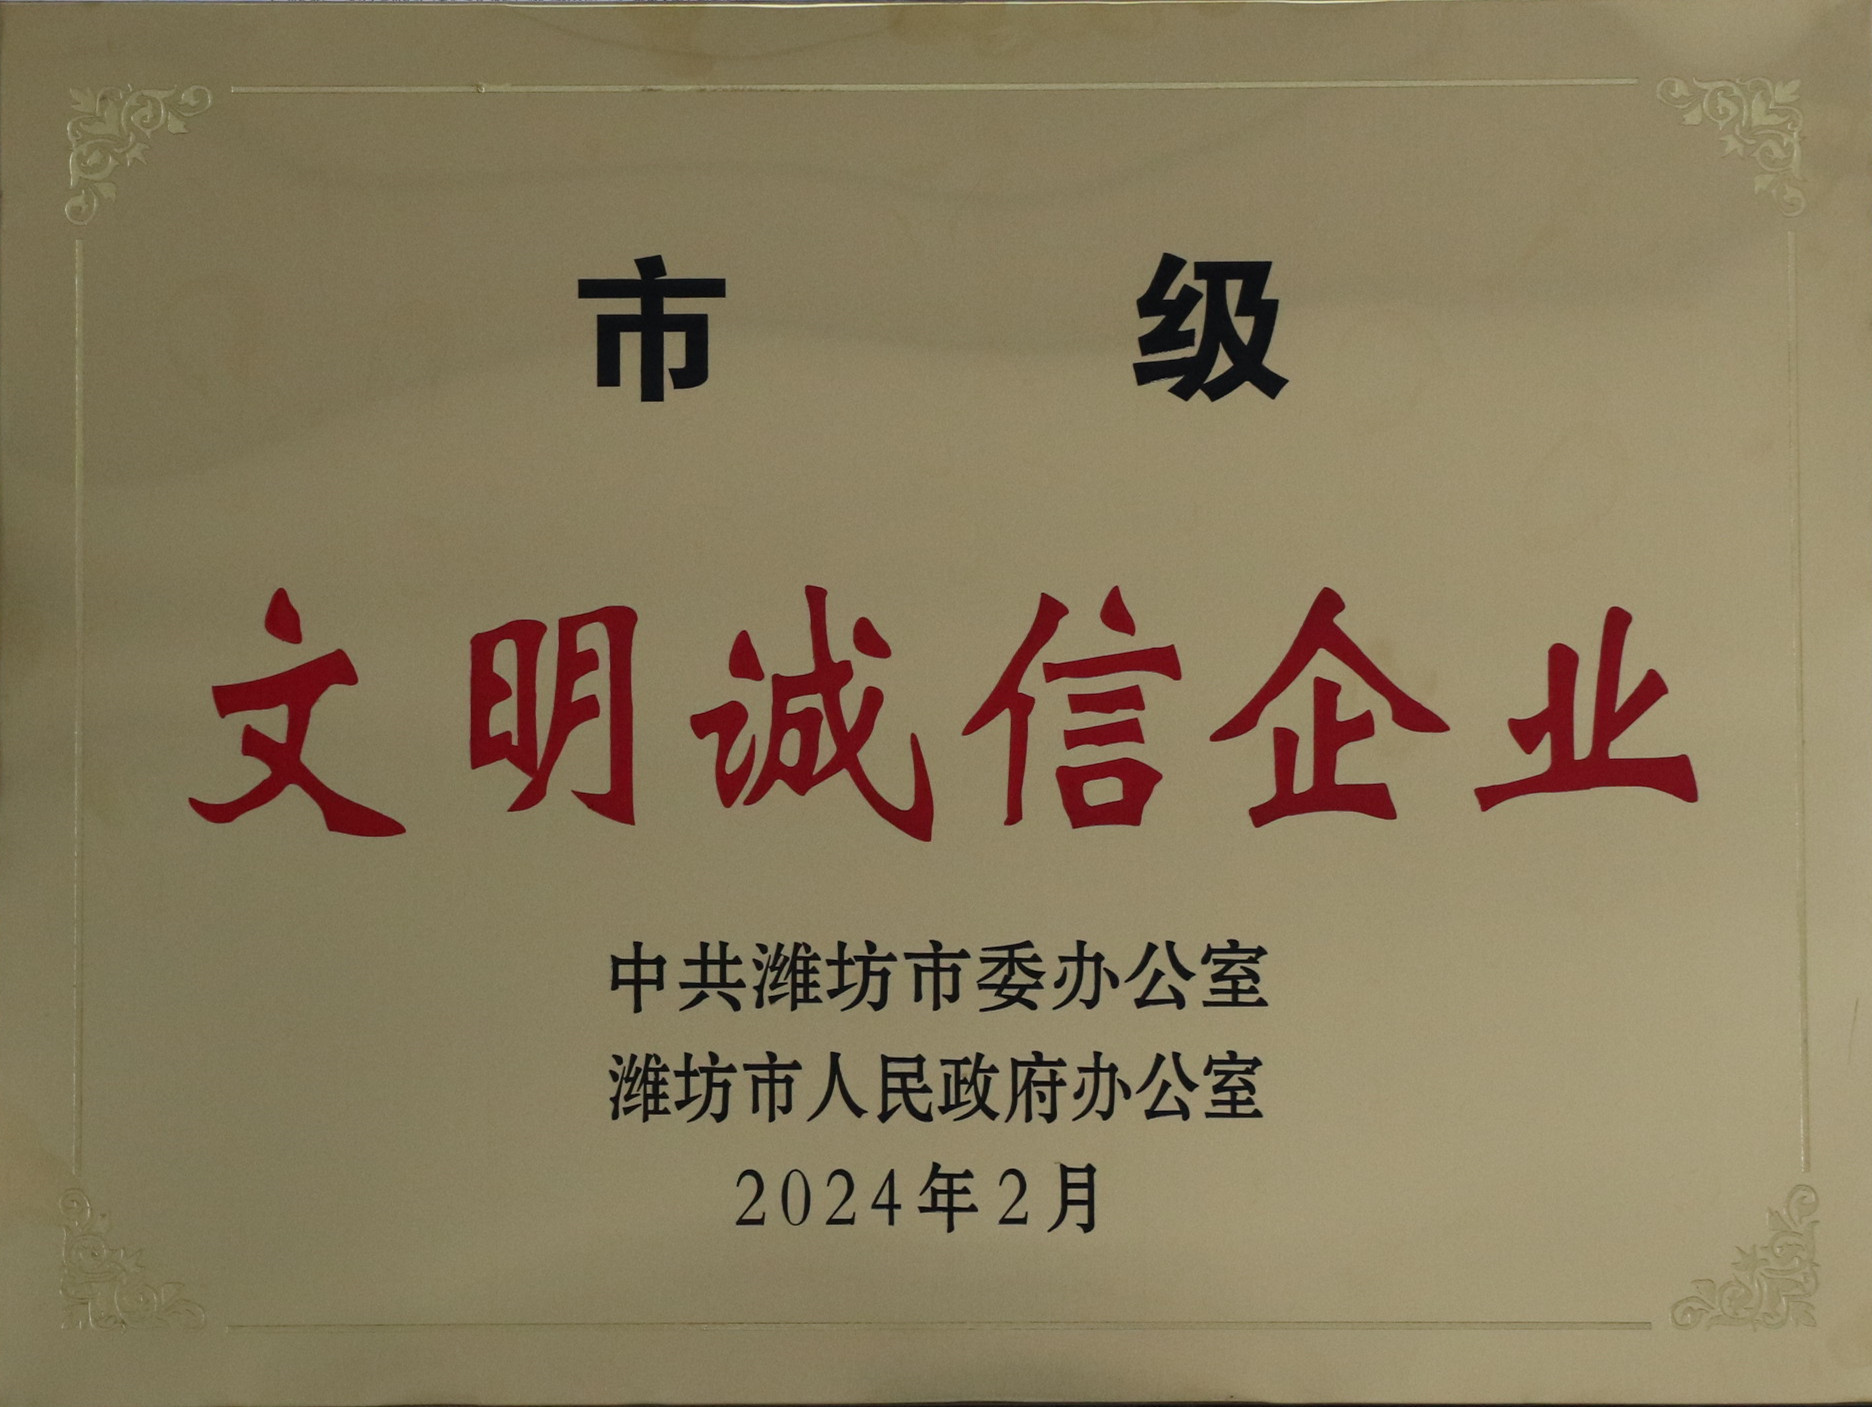 市 级
文明诚信企业
中共潍坊市委办公室
潍坊市人民政府办公室
2024年2月